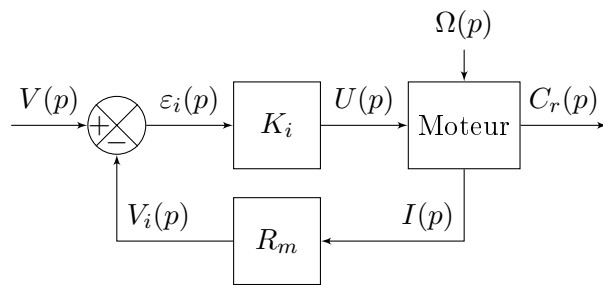 Ω(p)
V(p)
+
−
ε_i(p)
K_i
U(p)
Moteur
C_r(p)
V_i(p)
R_m
I(p)